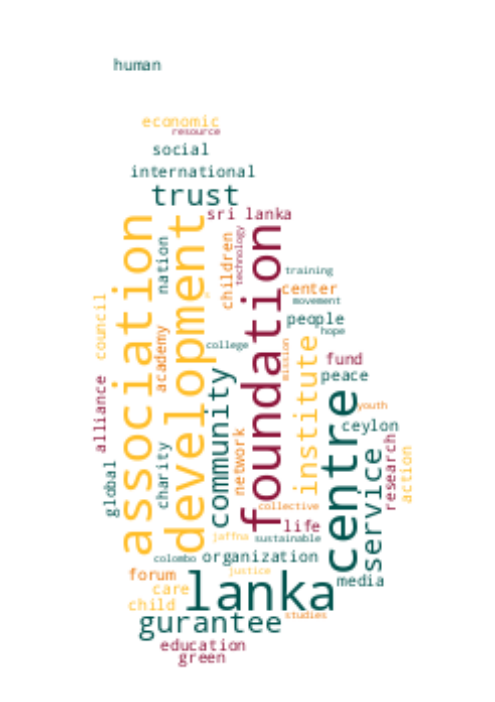 human
economic
resource
social
international
trust
sri lanka
association
development
foundation
nation
children
technology
training
center
movement
people
hope
council
academy
college
mission
institute
fund
peace
alliance
community
centre
youth
ceylon
network
charity
global
service
research
action
collective
life
jaffna
sustainable
colombo
organization
forum
justice
media
care
lanka
child
gurantee
studies
education
green